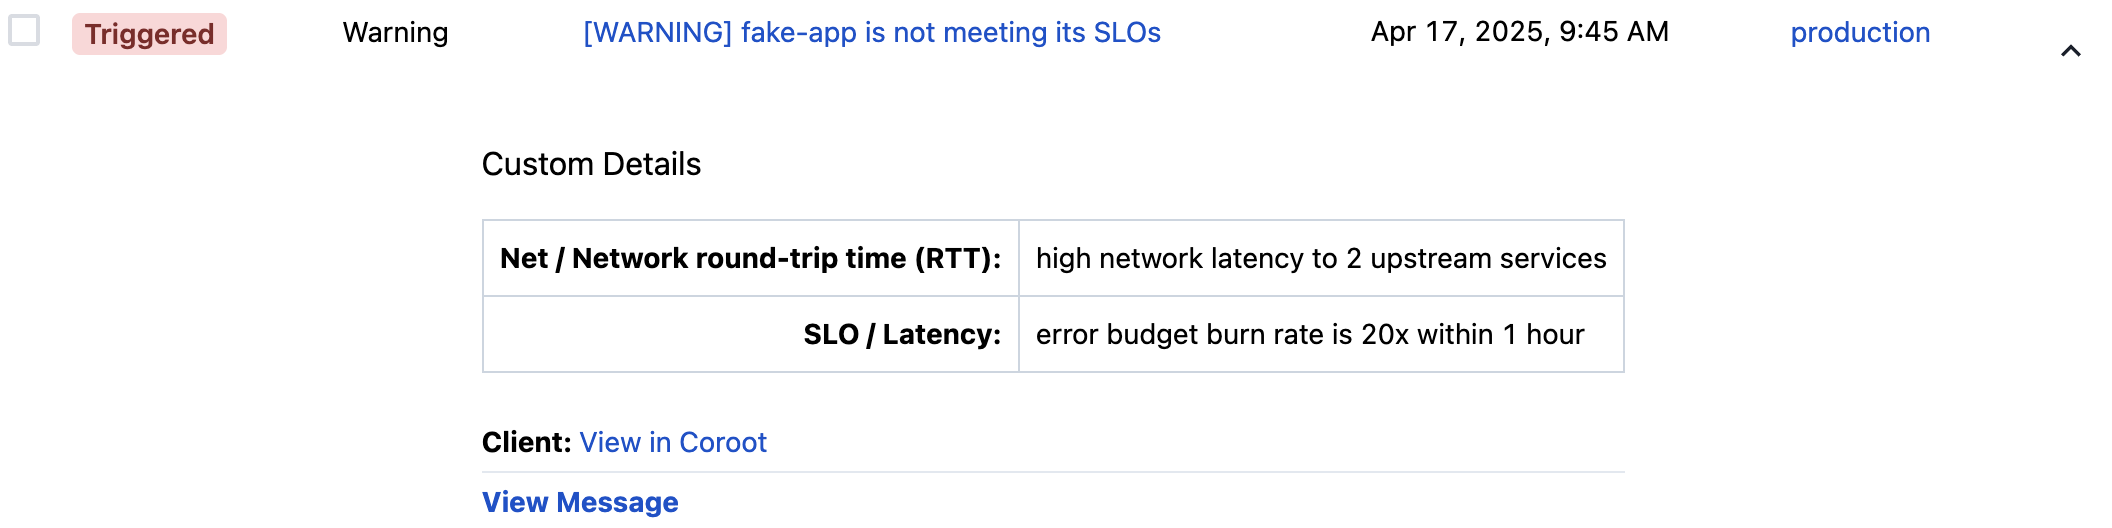 Triggered Warning [WARNING] fake-app is not meeting its SLOs Apr 17, 2025, 9:45 AM production
Custom Details
Net / Network round-trip time (RTT): high network latency to 2 upstream services
SLO / Latency: error budget burn rate is 20x within 1 hour
Client: View in Coroot
View Message